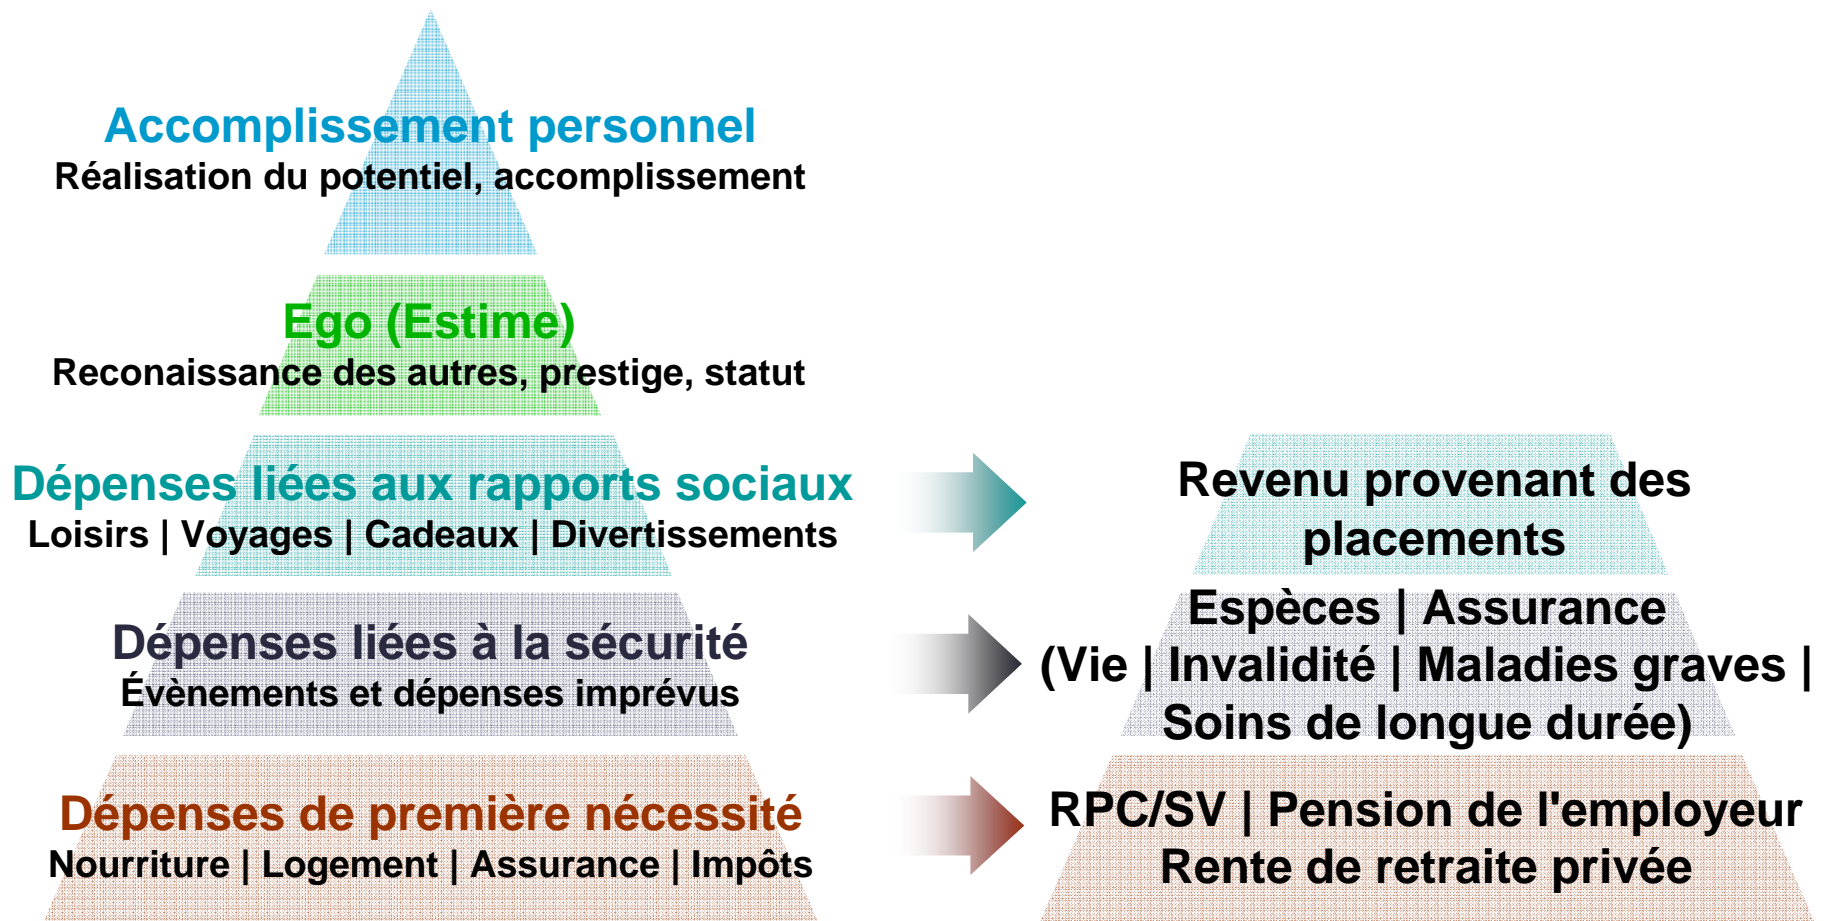 Accomplissement personnel
Réalisation du potentiel, accomplissement
Ego (Estime)
Reconaissance des autres, prestige, statut
Dépenses liées aux rapports sociaux
Loisirs | Voyages | Cadeaux | Divertissements
Dépenses liées à la sécurité
Évènements et dépenses imprévus
Dépenses de première nécessité
Nourriture | Logement | Assurance | Impôts
Revenu provenant des
placements
Espèces | Assurance
(Vie | Invalidité | Maladies graves |
Soins de longue durée)
RPC/SV | Pension de l'employeur
Rente de retraite privée